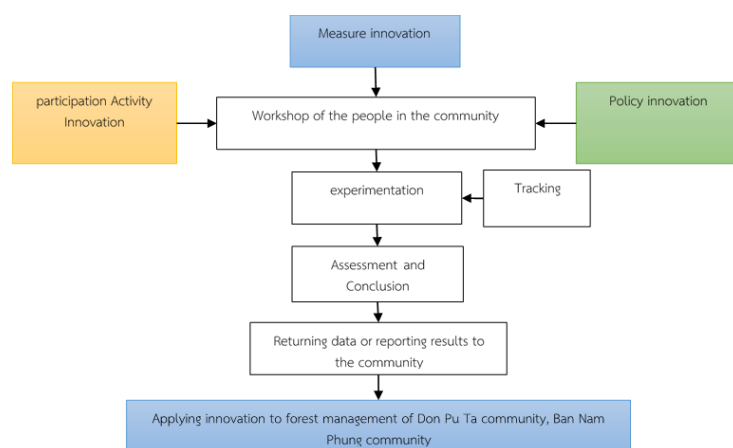 Measure innovation
participation Activity
Innovation
Workshop of the people in the community
Policy innovation
experimentation
Tracking
Assessment and
Conclusion
Returning data or reporting results to
the community
Applying innovation to forest management of Don Pu Ta community, Ban Nam
Phung community